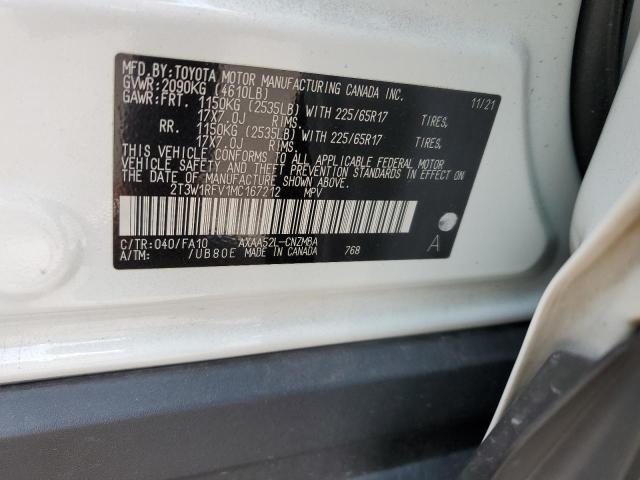 MFD.BY:TOYOTA MOTOR MANUFACTURING CANADA INC. 11/21
GVWR:2090KG (4610LB)
GAWR:FRT. 1150KG (2535LB) WITH 225/65R17 TIRES,
17X7.0J RIMS.
RR. 1150KG (2535LB) WITH 225/65R17 TIRES,
17X7.0J RIMS.
THIS VEHICLE CONFORMS TO ALL APPLICABLE FEDERAL MOTOR
VEHICLE SAFETY AND BUMPER STANDARDS IN EFFECT ON
THE DATE OF MANUFACTURE SHOWN ABOVE.
2T3W1RFV1MC167212 MPV
C/TR:040/FA10 AXAA52L-CNZMBA A
A/TM: /UB80E MADE IN CANADA 768